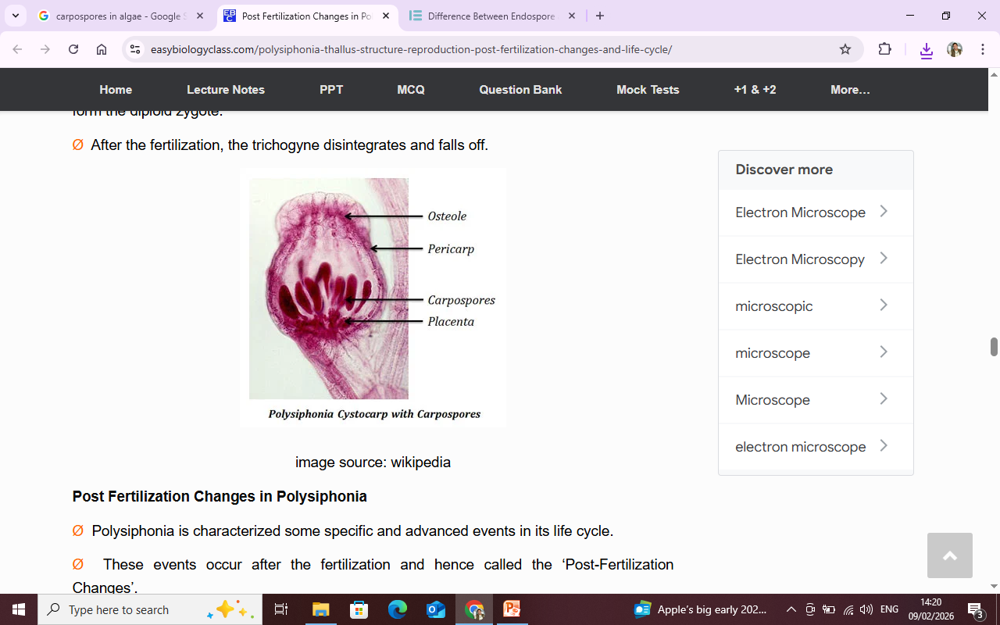 carpospores in algae - Google S
Post Fertilization Changes in Po
Difference Between Endospore
easybiologyclass.com/polysiphonia-thallus-structure-reproduction-post-fertilization-changes-and-life-cycle/
Home Lecture Notes PPT MCQ Question Bank Mock Tests +1 & +2 More...
form the diploid zygote.
Ø After the fertilization, the trichogyne disintegrates and falls off.
Osteole
Pericarp
Carpospores
Placenta
Polysiphonia Cystocarp with Carpospores
image source: wikipedia
Post Fertilization Changes in Polysiphonia
Ø Polysiphonia is characterized some specific and advanced events in its life cycle.
Ø These events occur after the fertilization and hence called the ‘Post-Fertilization
Changes’.
Discover more
Electron Microscope
Electron Microscopy
microscopic
microscope
Microscope
electron microscope
Type here to search
Apple's big early 202...
ENG
14:20
09/02/2026
3